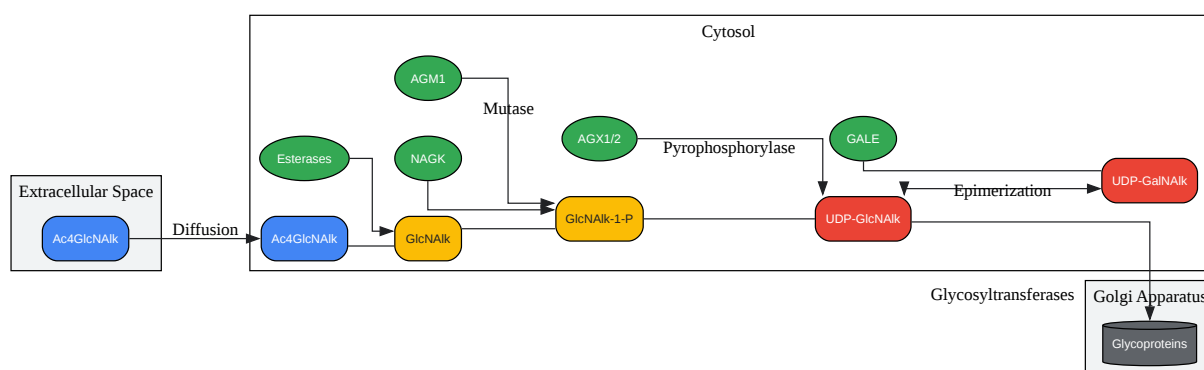 Cytosol
AGM1
Mutase
AGX1/2
Pyrophosphorylase
GALE
Esterases
NAGK
UDP-GalNAlk
Extracellular Space
Epimerization
Ac4GlcNAlk
Diffusion
Ac4GlcNAlk
GlcNAlk
GlcNAlk-1-P
UDP-GlcNAlk
Glycosyltransferases
Golgi Apparatus
Glycoproteins